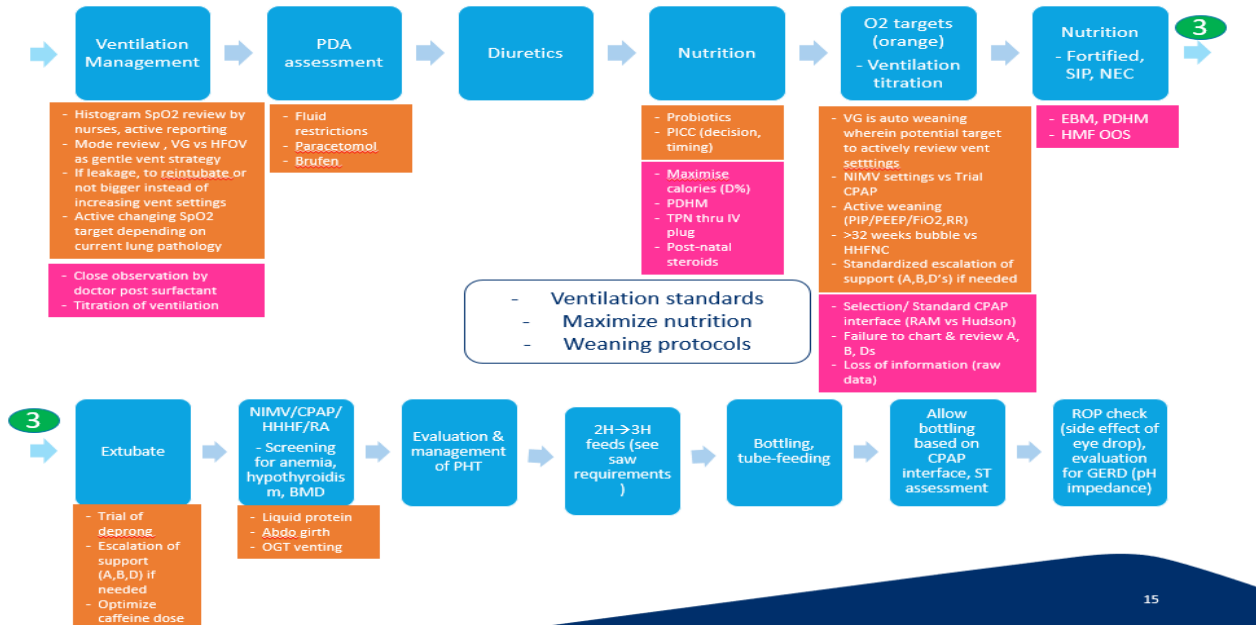 Ventilation
Management
- Histogram SpO2 review by
nurses, active reporting
- Mode review , VG vs HFOV
as gentle vent strategy
- If leakage, to reintubate or
not bigger instead of
increasing vent settings
- Active changing SpO2
target depending on
current lung pathology
- Close observation by
doctor post surfactant
- Titration of ventilation
PDA
assessment
- Fluid
restrictions
- Paracetomol
- Brufen
Diuretics
Nutrition
- Probiotics
- PICC (decision,
timing)
- Maximise
calories (D%)
- PDHM
- TPN thru IV
plug
- Post-natal
steroids
O2 targets
(orange)
- Ventilation
titration
- VG is auto weaning
wherein potential target
to actively review vent
setttings
- NIMV settings vs Trial
CPAP
- Active weaning
(PIP/PEEP/FiO2,RR)
- >32 weeks bubble vs
HHFNC
- Standardized escalation of
support (A,B,D's) if needed
- Selection/ Standard CPAP
interface (RAM vs Hudson)
- Failure to chart & review A,
B, Ds
- Loss of information (raw
data)
Nutrition
- Fortified,
SIP, NEC
- EBM, PDHM
- HMF OOS
3
- Ventilation standards
- Maximize nutrition
- Weaning protocols
3
Extubate
- Trial of
deprong
- Escalation of
support
(A,B,D) if
needed
- Optimize
caffeine dose
NIMV/CPAP/
HHHF/RA
- Screening
for anemia,
hypothyroidis
m, BMD
- Liquid protein
- Abdo girth
- OGT venting
Evaluation &
management
of PHT
2H→3H
feeds (see
saw
requirements
)
Bottling,
tube-feeding
Allow
bottling
based on
CPAP
interface, ST
assessment
ROP check
(side effect of
eye drop),
evaluation
for GERD (pH
impedance)
15